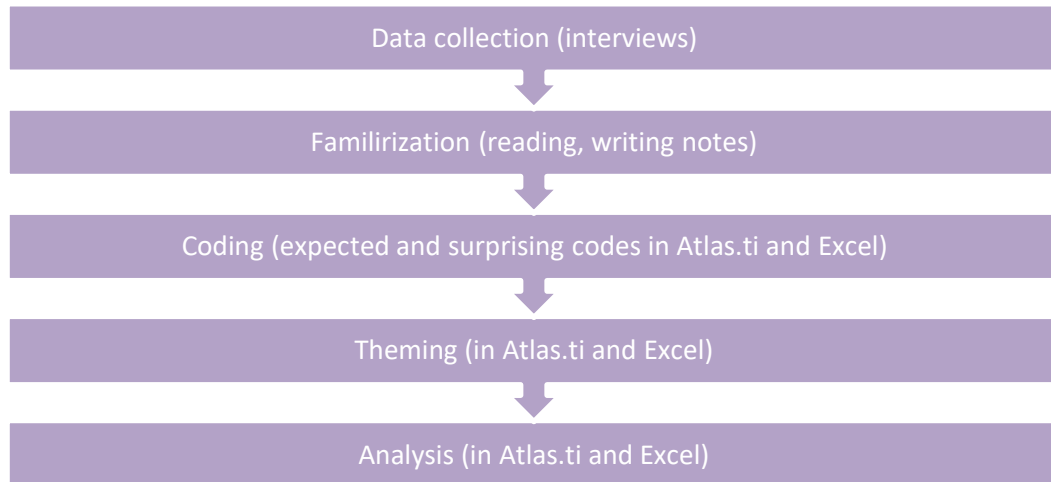 Data collection (interviews)
Familirization (reading, writing notes)
Coding (expected and surprising codes in Atlas.ti and Excel)
Theming (in Atlas.ti and Excel)
Analysis (in Atlas.ti and Excel)